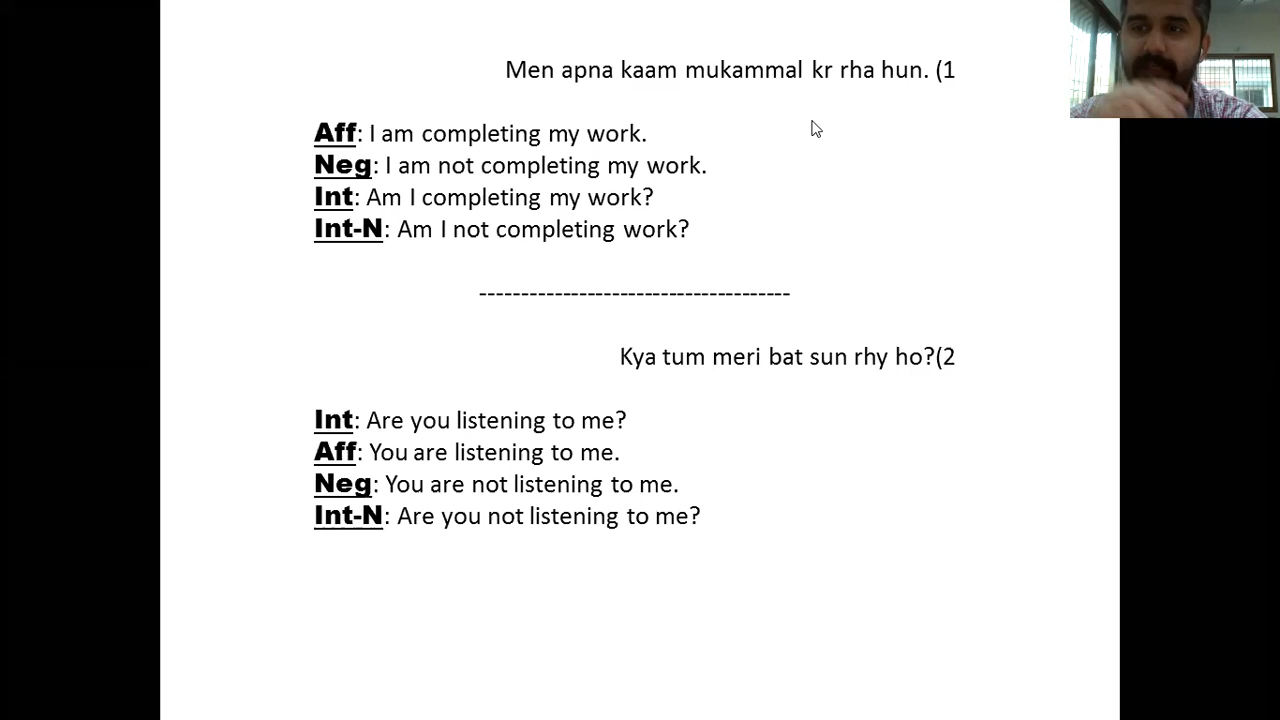 Men apna kaam mukammal kr rha hun. (1
Aff: I am completing my work.
Neg: I am not completing my work.
Int: Am I completing my work?
Int-N: Am I not completing work?
-------------------------------------
Kya tum meri bat sun rhy ho?(2
Int: Are you listening to me?
Aff: You are listening to me.
Neg: You are not listening to me.
Int-N: Are you not listening to me?